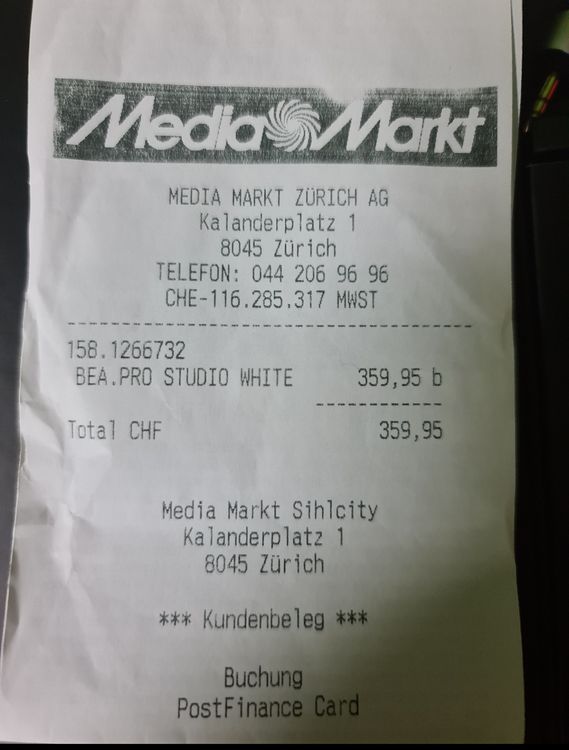 Media Markt
MEDIA MARKT ZÜRICH AG
Kalanderplatz 1
8045 Zürich
TELEFON: 044 206 96 96
CHE-116.285.317 MWST
158.1266732
BEA.PRO STUDIO WHITE 359,95 b
Total CHF 359,95
Media Markt Sihlcity
Kalanderplatz 1
8045 Zürich
*** Kundenbeleg ***
Buchung
PostFinance Card